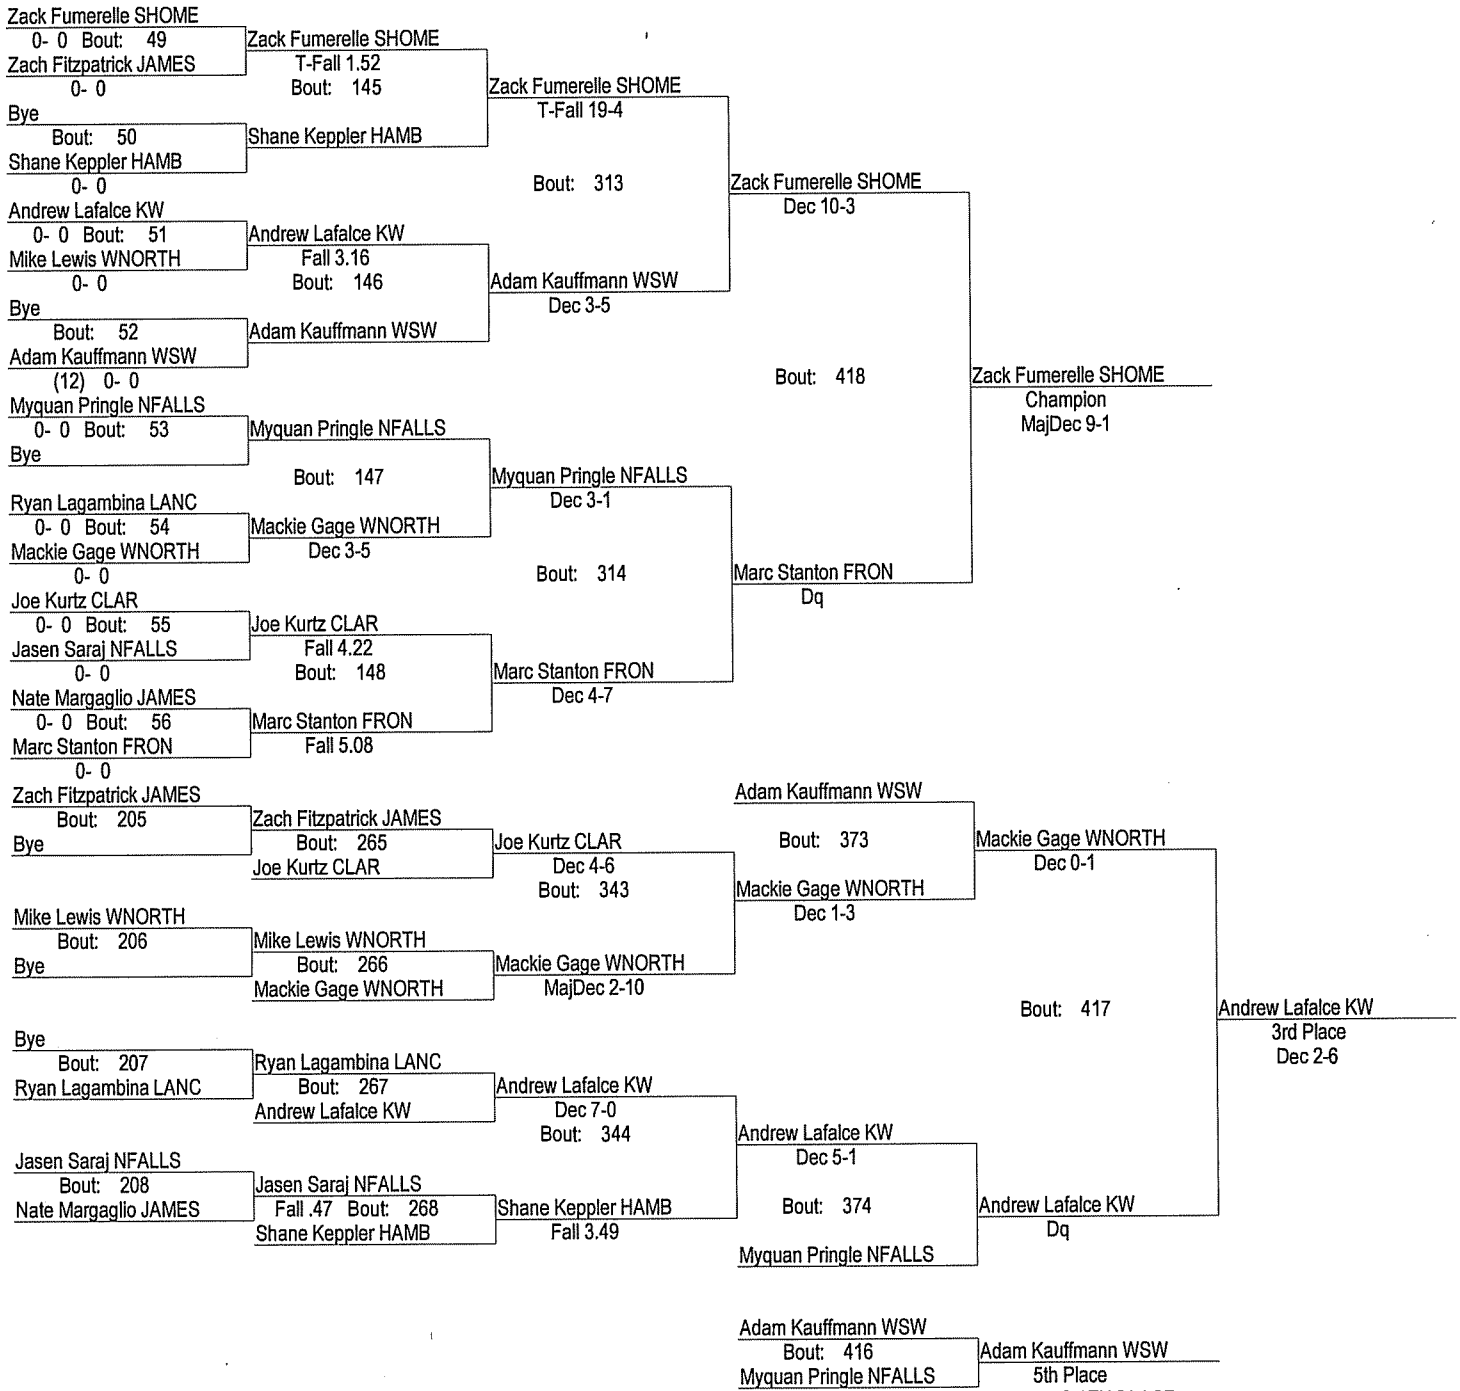 Zack Fumerelle SHOME
0- 0 Bout: 49
Zach Fitzpatrick JAMES
0- 0
Bye
Bout: 50
Shane Keppler HAMB
0- 0
Andrew Lafalce KW
0- 0 Bout: 51
Mike Lewis WNORTH
0- 0
Bye
Bout: 52
Adam Kauffmann WSW
(12) 0- 0
Myquan Pringle NFALLS
0- 0 Bout: 53
Bye
Ryan Lagambina LANC
0- 0 Bout: 54
Mackie Gage WNORTH
0- 0
Joe Kurtz CLAR
0- 0 Bout: 55
Jasen Saraj NFALLS
0- 0
Nate Margaglio JAMES
0- 0 Bout: 56
Marc Stanton FRON
0- 0
Zack Fumerelle SHOME
T-Fall 1.52
Bout: 145
Shane Keppler HAMB
Andrew Lafalce KW
Fall 3.16
Bout: 146
Adam Kauffmann WSW
Myquan Pringle NFALLS
Bout: 147
Mackie Gage WNORTH
Dec 3-5
Joe Kurtz CLAR
Fall 4.22
Bout: 148
Marc Stanton FRON
Fall 5.08
Zack Fumerelle SHOME
T-Fall 19-4
Bout: 313
Adam Kauffmann WSW
Dec 3-5
Myquan Pringle NFALLS
Dec 3-1
Bout: 314
Marc Stanton FRON
Dec 4-7
Zack Fumerelle SHOME
Dec 10-3
Bout: 418
Marc Stanton FRON
Dq
Zack Fumerelle SHOME
Champion
MajDec 9-1
Zach Fitzpatrick JAMES
Bout: 205
Bye
Mike Lewis WNORTH
Bout: 206
Bye
Bye
Bout: 207
Ryan Lagambina LANC
Jasen Saraj NFALLS
Bout: 208
Nate Margaglio JAMES
Zach Fitzpatrick JAMES
Bout: 265
Joe Kurtz CLAR
Mike Lewis WNORTH
Bout: 266
Mackie Gage WNORTH
Ryan Lagambina LANC
Bout: 267
Andrew Lafalce KW
Jasen Saraj NFALLS
Fall .47 Bout: 268
Shane Keppler HAMB
Joe Kurtz CLAR
Dec 4-6
Bout: 343
Mackie Gage WNORTH
MajDec 2-10
Andrew Lafalce KW
Dec 7-0
Bout: 344
Shane Keppler HAMB
Fall 3.49
Adam Kauffmann WSW
Bout: 373
Mackie Gage WNORTH
Dec 1-3
Andrew Lafalce KW
Dec 5-1
Bout: 374
Myquan Pringle NFALLS
Mackie Gage WNORTH
Dec 0-1
Bout: 417
Andrew Lafalce KW
Dq
Andrew Lafalce KW
3rd Place
Dec 2-6
Adam Kauffmann WSW
Bout: 416
Myquan Pringle NFALLS
Adam Kauffmann WSW
5th Place